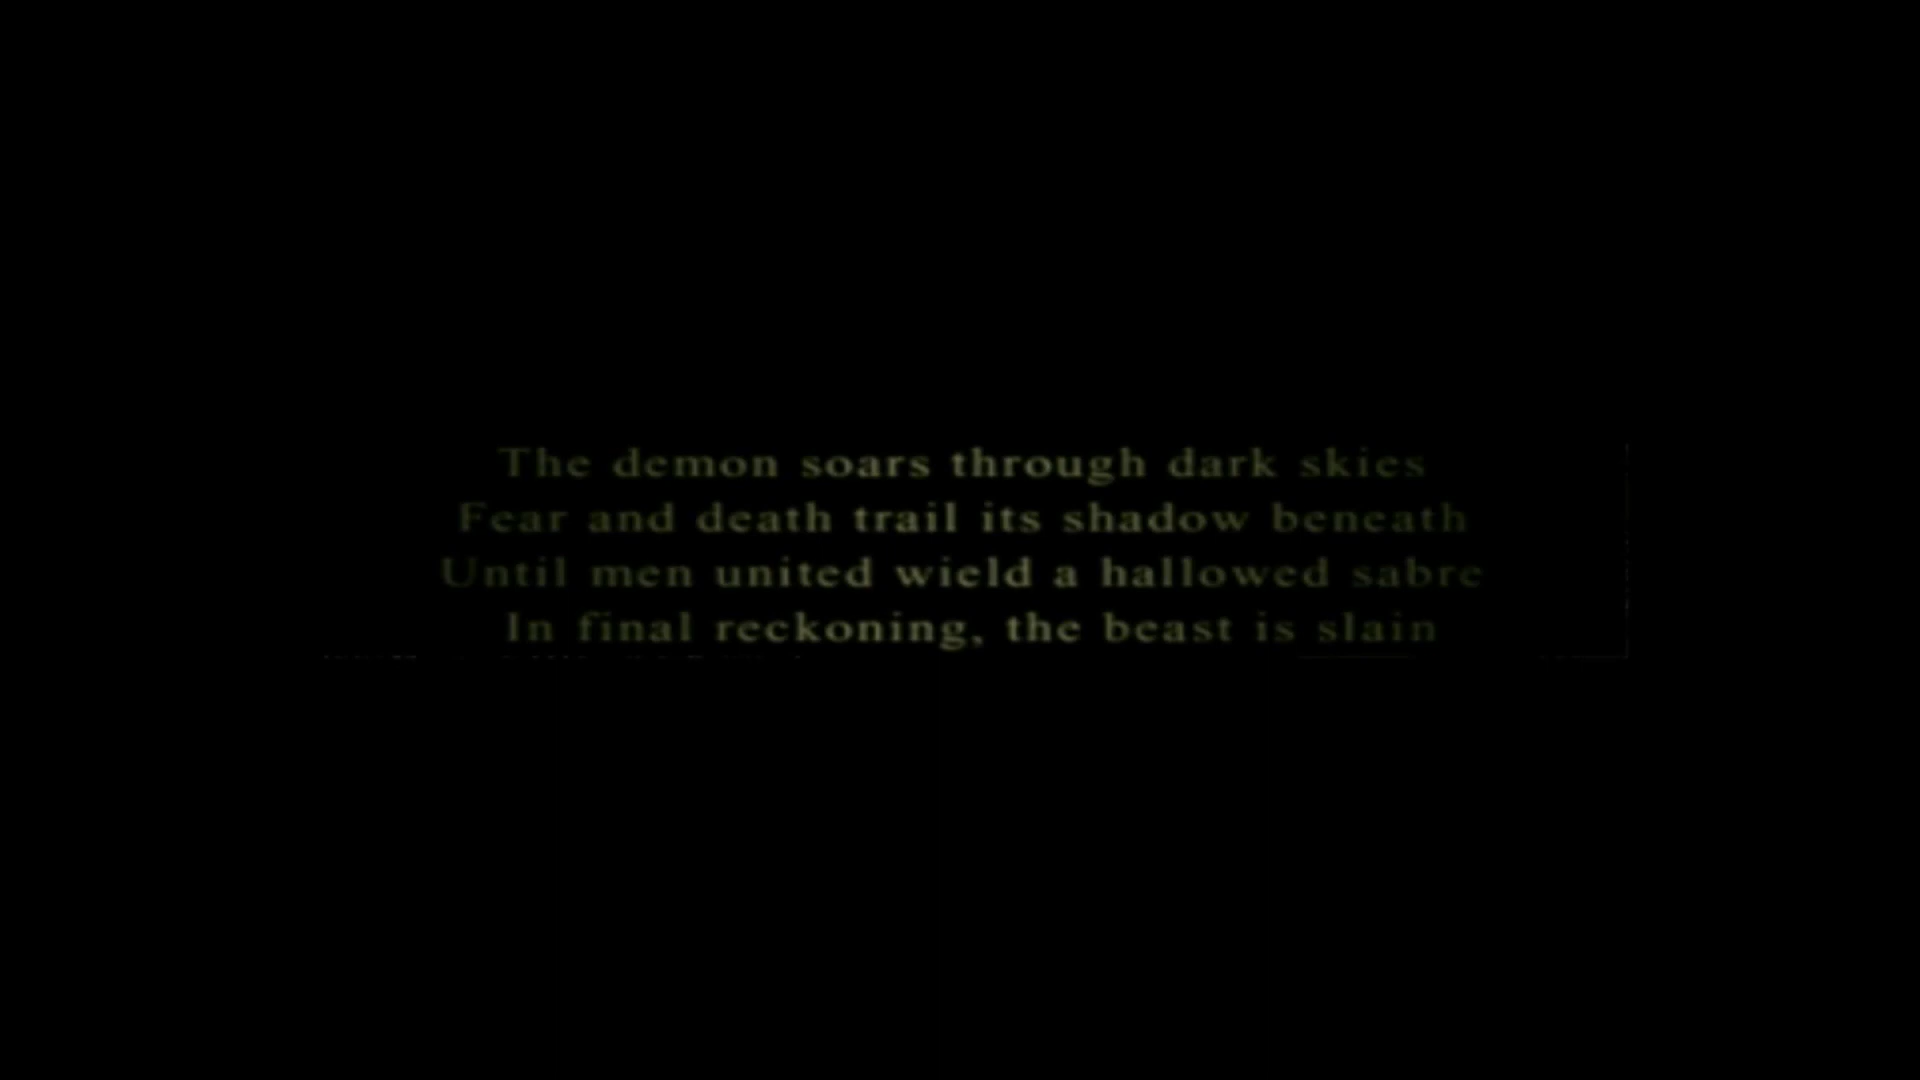 The demon soars through dark skies
Fear and death trail its shadow beneath
Until men united wield a hallowed sabre
In final reckoning, the beast is slain